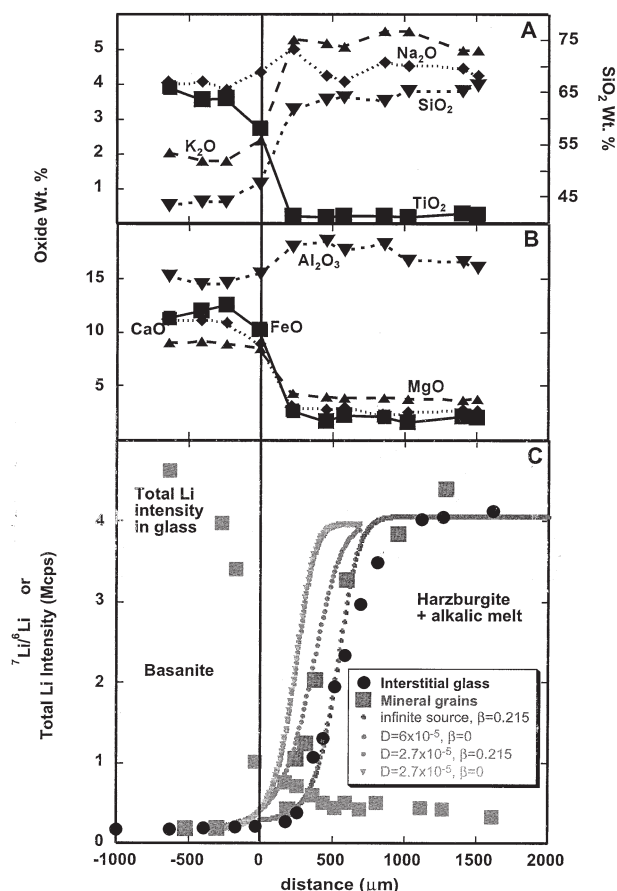 A
5
4
3
2
1
75
65
55
45
Na2O
SiO2
K2O
TiO2
Oxide Wt. %
SiO2 Wt. %
B
15
10
5
Al2O3
CaO
FeO
MgO
C
4
3
2
1
0
Total Li
intensity
in glass
7Li/6Li or
Total Li Intensity (Mcps)
Basanite
Harzburgite
+ alkalic melt
Interstitial glass
Mineral grains
infinite source, β=0.215
D=6x10-5, β=0
D=2.7x10-5, β=0.215
D=2.7x10-5, β=0
-1000 -500 0 500 1000 1500 2000
distance (μm)